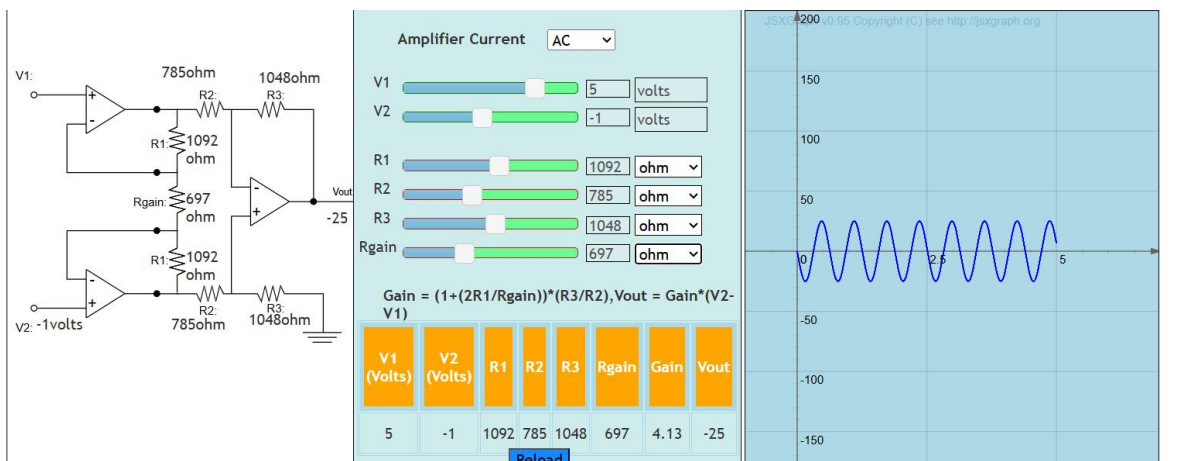 V1:
785ohm
1048ohm
R2:
R3:
+
-
R1:
1092
ohm
Rgain:
697
ohm
-
+
Vout
-25
R1:
1092
ohm
-
+
V2: -1volts
R2:
785ohm
R3:
1048ohm
Amplifier Current AC
V1 5 volts
V2 -1 volts
R1 1092 ohm
R2 785 ohm
R3 1048 ohm
Rgain 697 ohm
Gain = (1+(2R1/Rgain))*(R3/R2),Vout = Gain*(V2-
V1)
V1 (Volts) V2 (Volts) R1 R2 R3 Rgain Gain Vout
5 -1 1092 785 1048 697 4.13 -25
Reload
JSXGraph v0.95 Copyright (C) see http://jsxgraph.org
200
150
100
50
0 2.5 5
-50
-100
-150